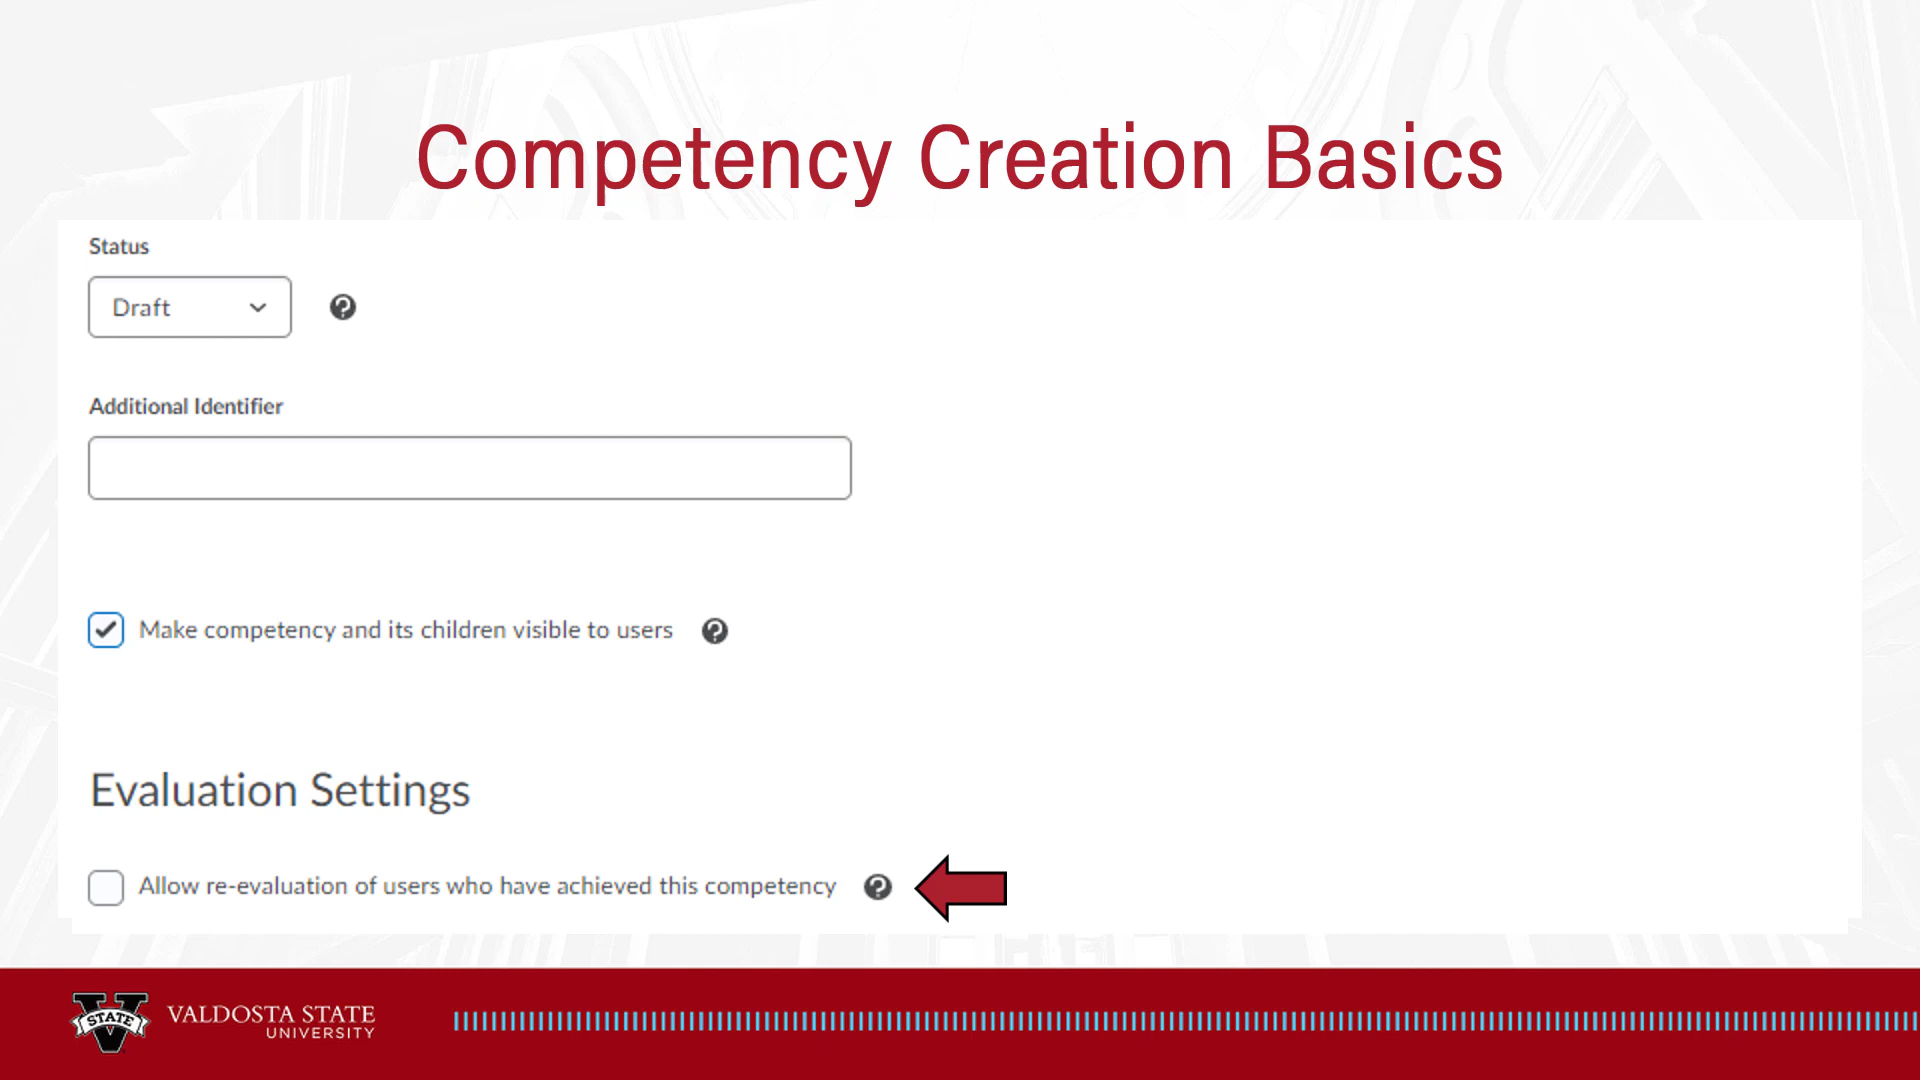 Competency Creation Basics
Status
Draft
Additional Identifier
Make competency and its children visible to users
Evaluation Settings
Allow re-evaluation of users who have achieved this competency
STATE
VALDOSTA STATE
UNIVERSITY